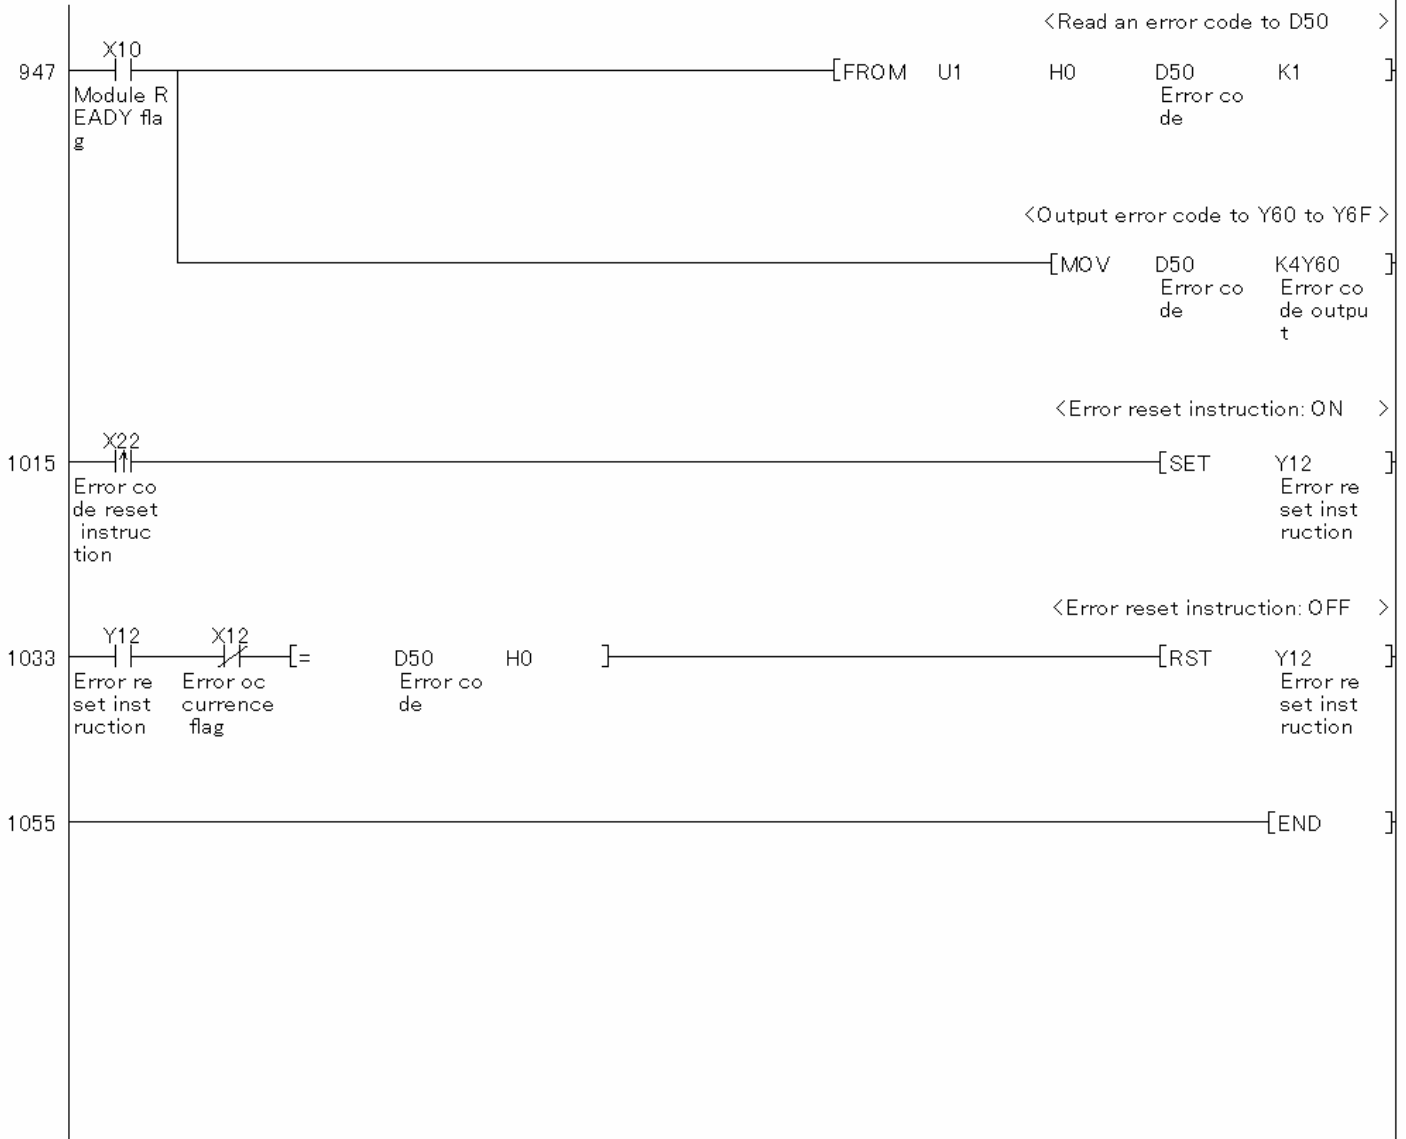 <Read an error code to D50 >
X10
947 [FROM U1 H0 D50 K1 ]
Module R
EADY fla
g
Error co
de
<Output error code to Y60 to Y6F >
[MOV D50 K4Y60 ]
Error co
de
Error co
de outpu
t
<Error reset instruction: ON >
X22
1015 [SET Y12 ]
Error co
de reset
instruc
tion
Error re
set inst
ruction
<Error reset instruction: OFF >
Y12 X12
1033 [= D50 H0 ] [RST Y12 ]
Error re
set inst
ruction
Error oc
currence
flag
Error co
de
Error re
set inst
ruction
1055 [END ]